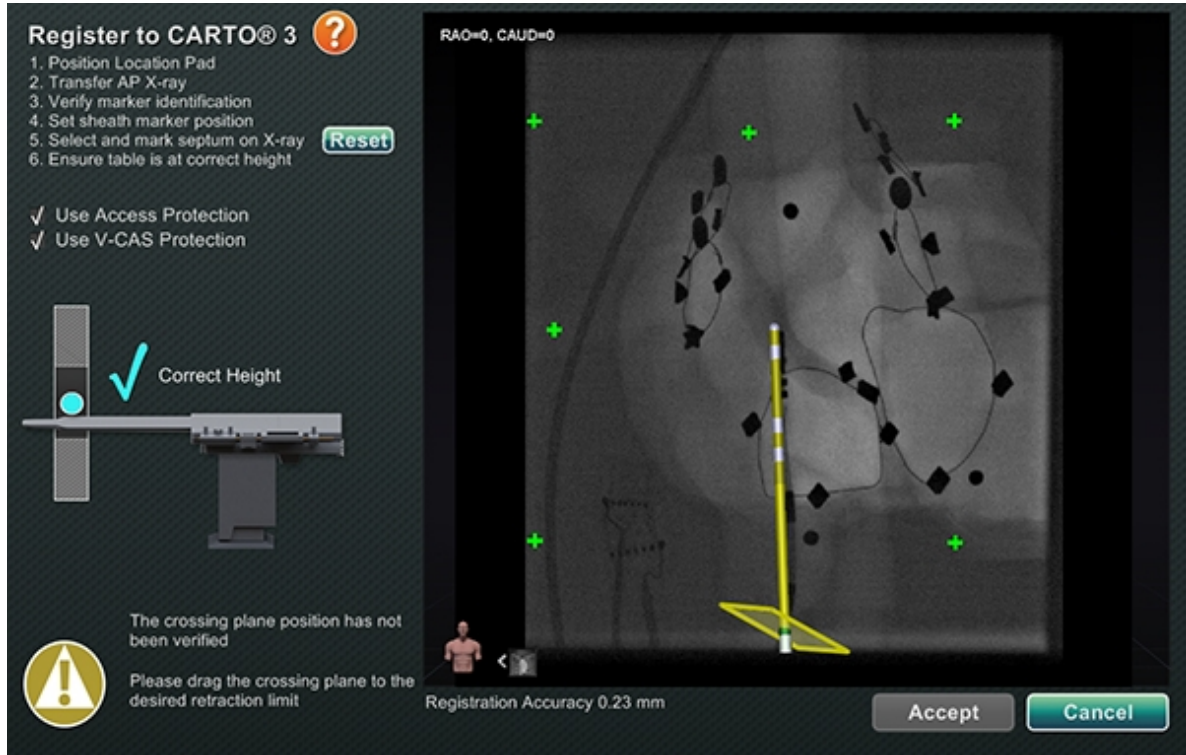 Register to CARTO® 3 ?
1. Position Location Pad
2. Transfer AP X-ray
3. Verify marker identification
4. Set sheath marker position
5. Select and mark septum on X-ray
Reset
6. Ensure table is at correct height
√ Use Access Protection
√ Use V-CAS Protection
Correct Height
The crossing plane position has not
been verified
Please drag the crossing plane to the
desired retraction limit
RAO=0, CAUD=0
Registration Accuracy 0.23 mm
Accept
Cancel